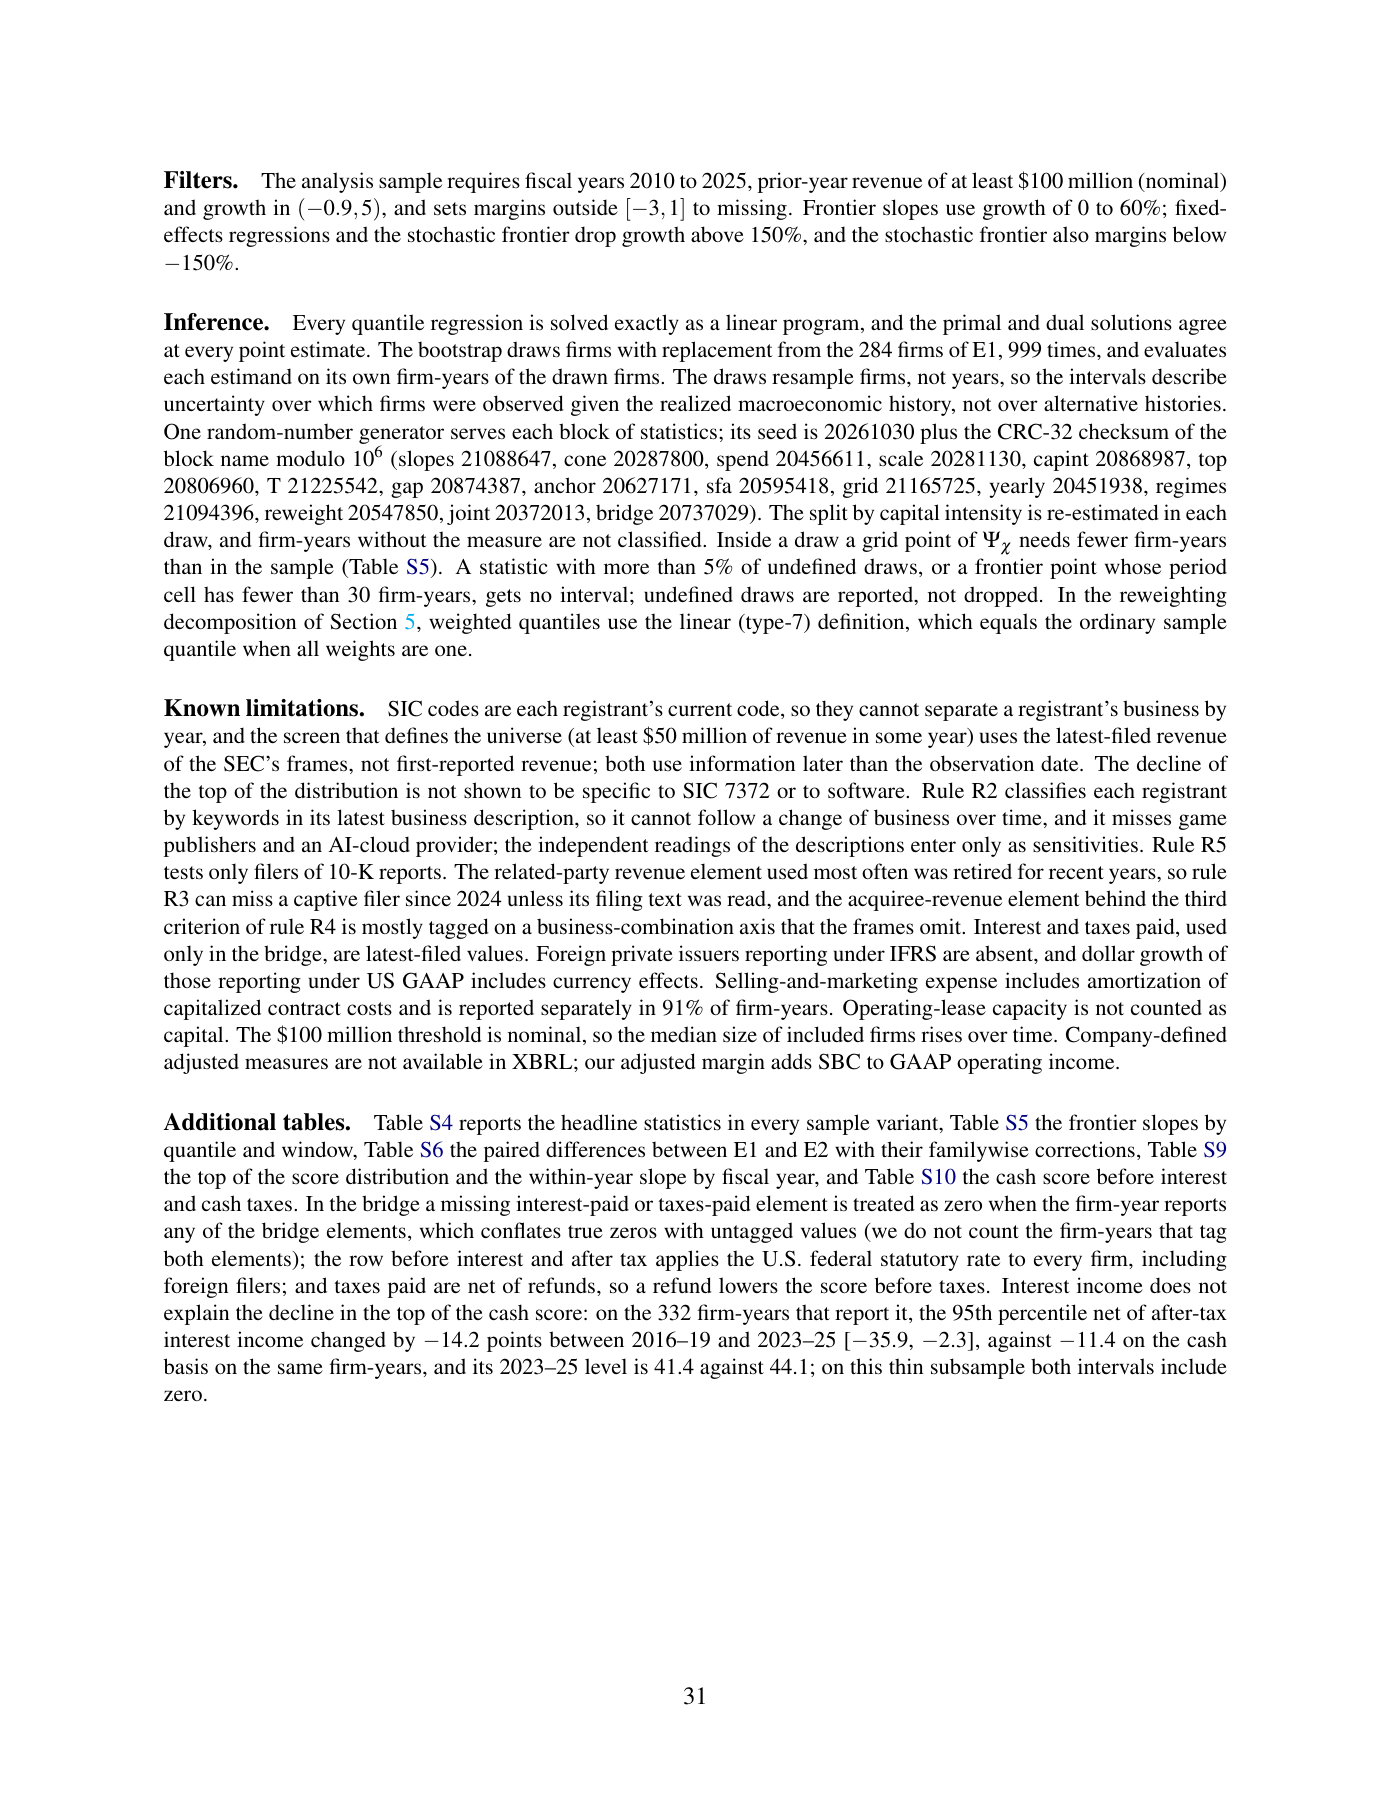 Filters. The analysis sample requires fiscal years 2010 to 2025, prior-year revenue of at least $100 million (nominal)
and growth in (−0.9,5), and sets margins outside [−3,1] to missing. Frontier slopes use growth of 0 to 60%; fixed-
effects regressions and the stochastic frontier drop growth above 150%, and the stochastic frontier also margins below
−150%.
Inference. Every quantile regression is solved exactly as a linear program, and the primal and dual solutions agree
at every point estimate. The bootstrap draws firms with replacement from the 284 firms of E1, 999 times, and evaluates
each estimand on its own firm-years of the drawn firms. The draws resample firms, not years, so the intervals describe
uncertainty over which firms were observed given the realized macroeconomic history, not over alternative histories.
One random-number generator serves each block of statistics; its seed is 20261030 plus the CRC-32 checksum of the
block name modulo 10⁶ (slopes 21088647, cone 20287800, spend 20456611, scale 20281130, capint 20868987, top
20806960, T 21225542, gap 20874387, anchor 20627171, sfa 20595418, grid 21165725, yearly 20451938, regimes
21094396, reweight 20547850, joint 20372013, bridge 20737029). The split by capital intensity is re-estimated in each
draw, and firm-years without the measure are not classified. Inside a draw a grid point of Ψ_χ needs fewer firm-years
than in the sample (Table S5). A statistic with more than 5% of undefined draws, or a frontier point whose period
cell has fewer than 30 firm-years, gets no interval; undefined draws are reported, not dropped. In the reweighting
decomposition of Section 5, weighted quantiles use the linear (type-7) definition, which equals the ordinary sample
quantile when all weights are one.
Known limitations. SIC codes are each registrant's current code, so they cannot separate a registrant's business by
year, and the screen that defines the universe (at least $50 million of revenue in some year) uses the latest-filed revenue
of the SEC's frames, not first-reported revenue; both use information later than the observation date. The decline of
the top of the distribution is not shown to be specific to SIC 7372 or to software. Rule R2 classifies each registrant
by keywords in its latest business description, so it cannot follow a change of business over time, and it misses game
publishers and an AI-cloud provider; the independent readings of the descriptions enter only as sensitivities. Rule R5
tests only filers of 10-K reports. The related-party revenue element used most often was retired for recent years, so rule
R3 can miss a captive filer since 2024 unless its filing text was read, and the acquiree-revenue element behind the third
criterion of rule R4 is mostly tagged on a business-combination axis that the frames omit. Interest and taxes paid, used
only in the bridge, are latest-filed values. Foreign private issuers reporting under IFRS are absent, and dollar growth of
those reporting under US GAAP includes currency effects. Selling-and-marketing expense includes amortization of
capitalized contract costs and is reported separately in 91% of firm-years. Operating-lease capacity is not counted as
capital. The $100 million threshold is nominal, so the median size of included firms rises over time. Company-defined
adjusted measures are not available in XBRL; our adjusted margin adds SBC to GAAP operating income.
Additional tables. Table S4 reports the headline statistics in every sample variant, Table S5 the frontier slopes by
quantile and window, Table S6 the paired differences between E1 and E2 with their familywise corrections, Table S9
the top of the score distribution and the within-year slope by fiscal year, and Table S10 the cash score before interest
and cash taxes. In the bridge a missing interest-paid or taxes-paid element is treated as zero when the firm-year reports
any of the bridge elements, which conflates true zeros with untagged values (we do not count the firm-years that tag
both elements); the row before interest and after tax applies the U.S. federal statutory rate to every firm, including
foreign filers; and taxes paid are net of refunds, so a refund lowers the score before taxes. Interest income does not
explain the decline in the top of the cash score: on the 332 firm-years that report it, the 95th percentile net of after-tax
interest income changed by −14.2 points between 2016–19 and 2023–25 [−35.9, −2.3], against −11.4 on the cash
basis on the same firm-years, and its 2023–25 level is 41.4 against 44.1; on this thin subsample both intervals include
zero.
31